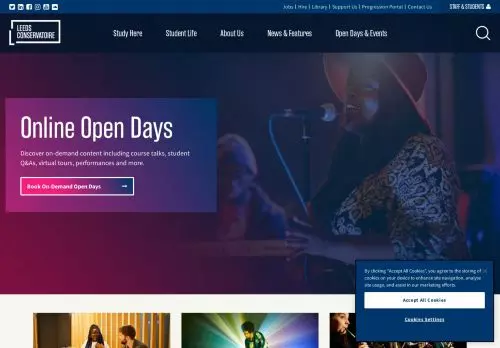 Jobs | Hire | Library | Support Us | Progression Portal | Contact Us
STAFF & STUDENTS
LEEDS
CONSERVATOIRE
Study Here
Student Life
About Us
News & Features
Open Days & Events
Online Open Days
Discover on-demand content including course talks, student
Q&As, virtual tours, performances and more.
Book On-Demand Open Days
By clicking "Accept All Cookies", you agree to the storing of
cookies on your device to enhance site navigation, analyse
site usage, and assist in our marketing efforts.
Accept All Cookies
Cookies Settings